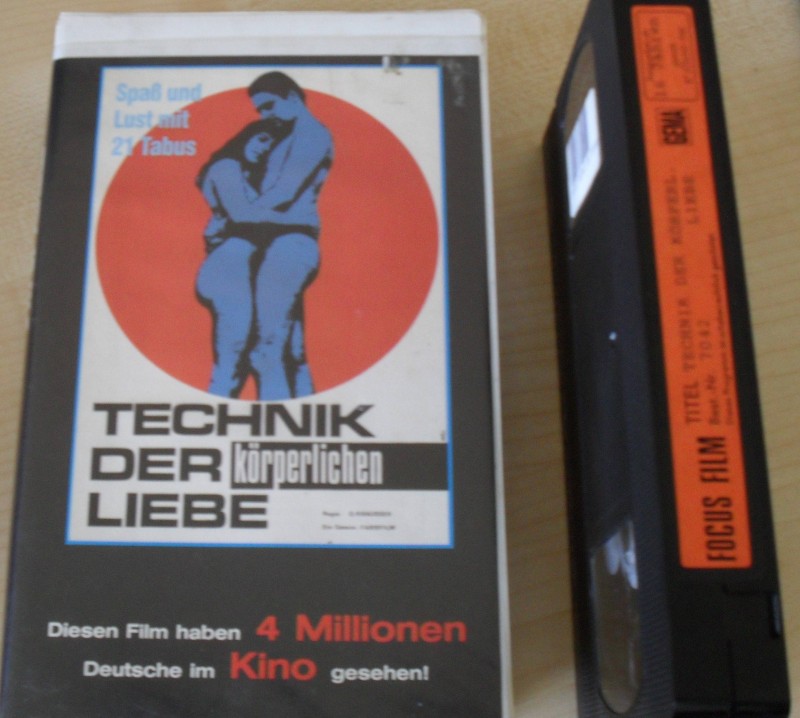 Spaß und
Lust mit
21 Tabus
TECHNIK
DER körperlichen
LIEBE
Regie:
Diesen Film haben 4 Millionen
Deutsche im Kino gesehen!
FOCUS FILM
TITEL TECHNIK DER KÖRPERL.
LIEBE
Best.-Nr. 7042
GEMA